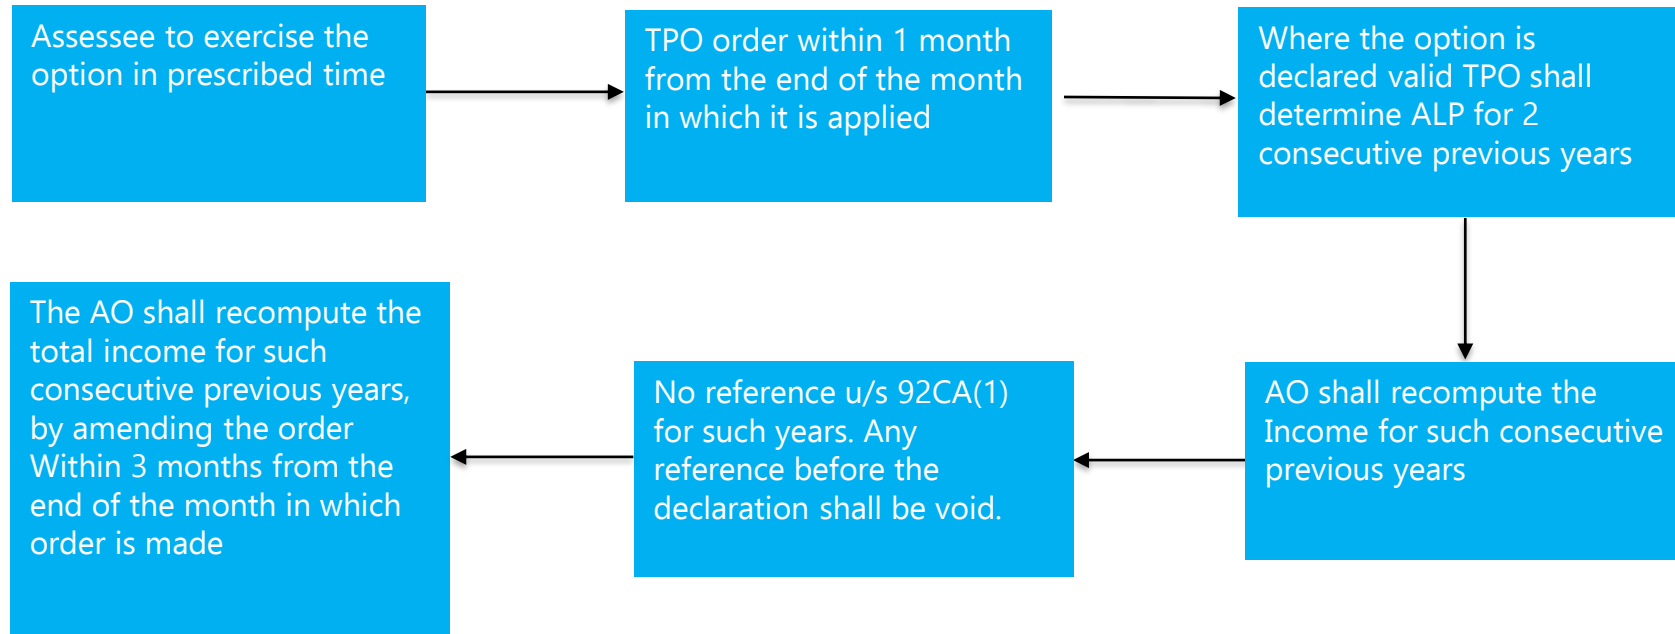 Assessee to exercise the
option in prescribed time
TPO order within 1 month
from the end of the month
in which it is applied
Where the option is
declared valid TPO shall
determine ALP for 2
consecutive previous years
AO shall recompute the
Income for such consecutive
previous years
No reference u/s 92CA(1)
for such years. Any
reference before the
declaration shall be void.
The AO shall recompute the
total income for such
consecutive previous years,
by amending the order
Within 3 months from the
end of the month in which
order is made